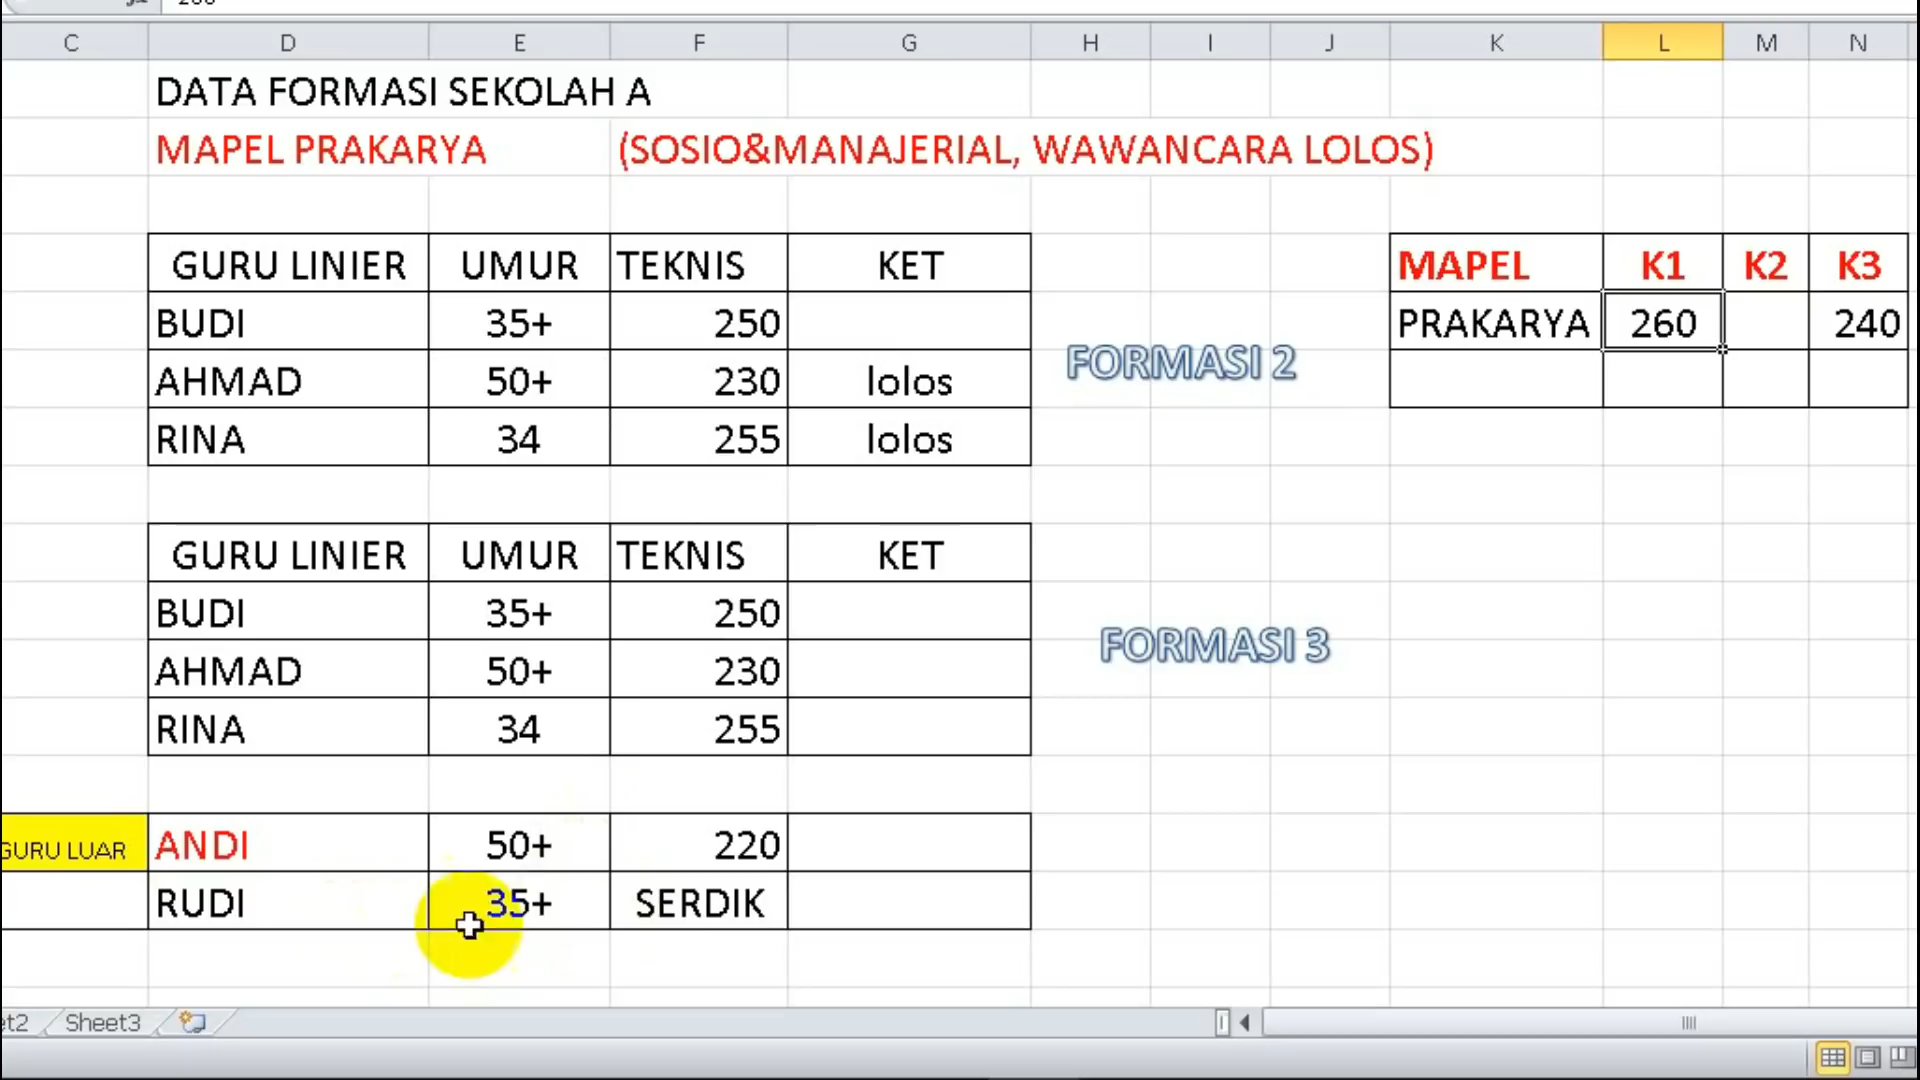 C D E F G H I J K L M N
DATA FORMASI SEKOLAH A
MAPEL PRAKARYA (SOSIO&MANAJERIAL, WAWANCARA LOLOS)
GURU LINIER UMUR TEKNIS KET MAPEL K1 K2 K3
BUDI 35+ 250 PRAKARYA 260 240
FORMASI 2
AHMAD 50+ 230 lolos
RINA 34 255 lolos
GURU LINIER UMUR TEKNIS KET
BUDI 35+ 250
FORMASI 3
AHMAD 50+ 230
RINA 34 255
GURU LUAR ANDI 50+ 220
RUDI 35+ SERDIK
et2 Sheet3